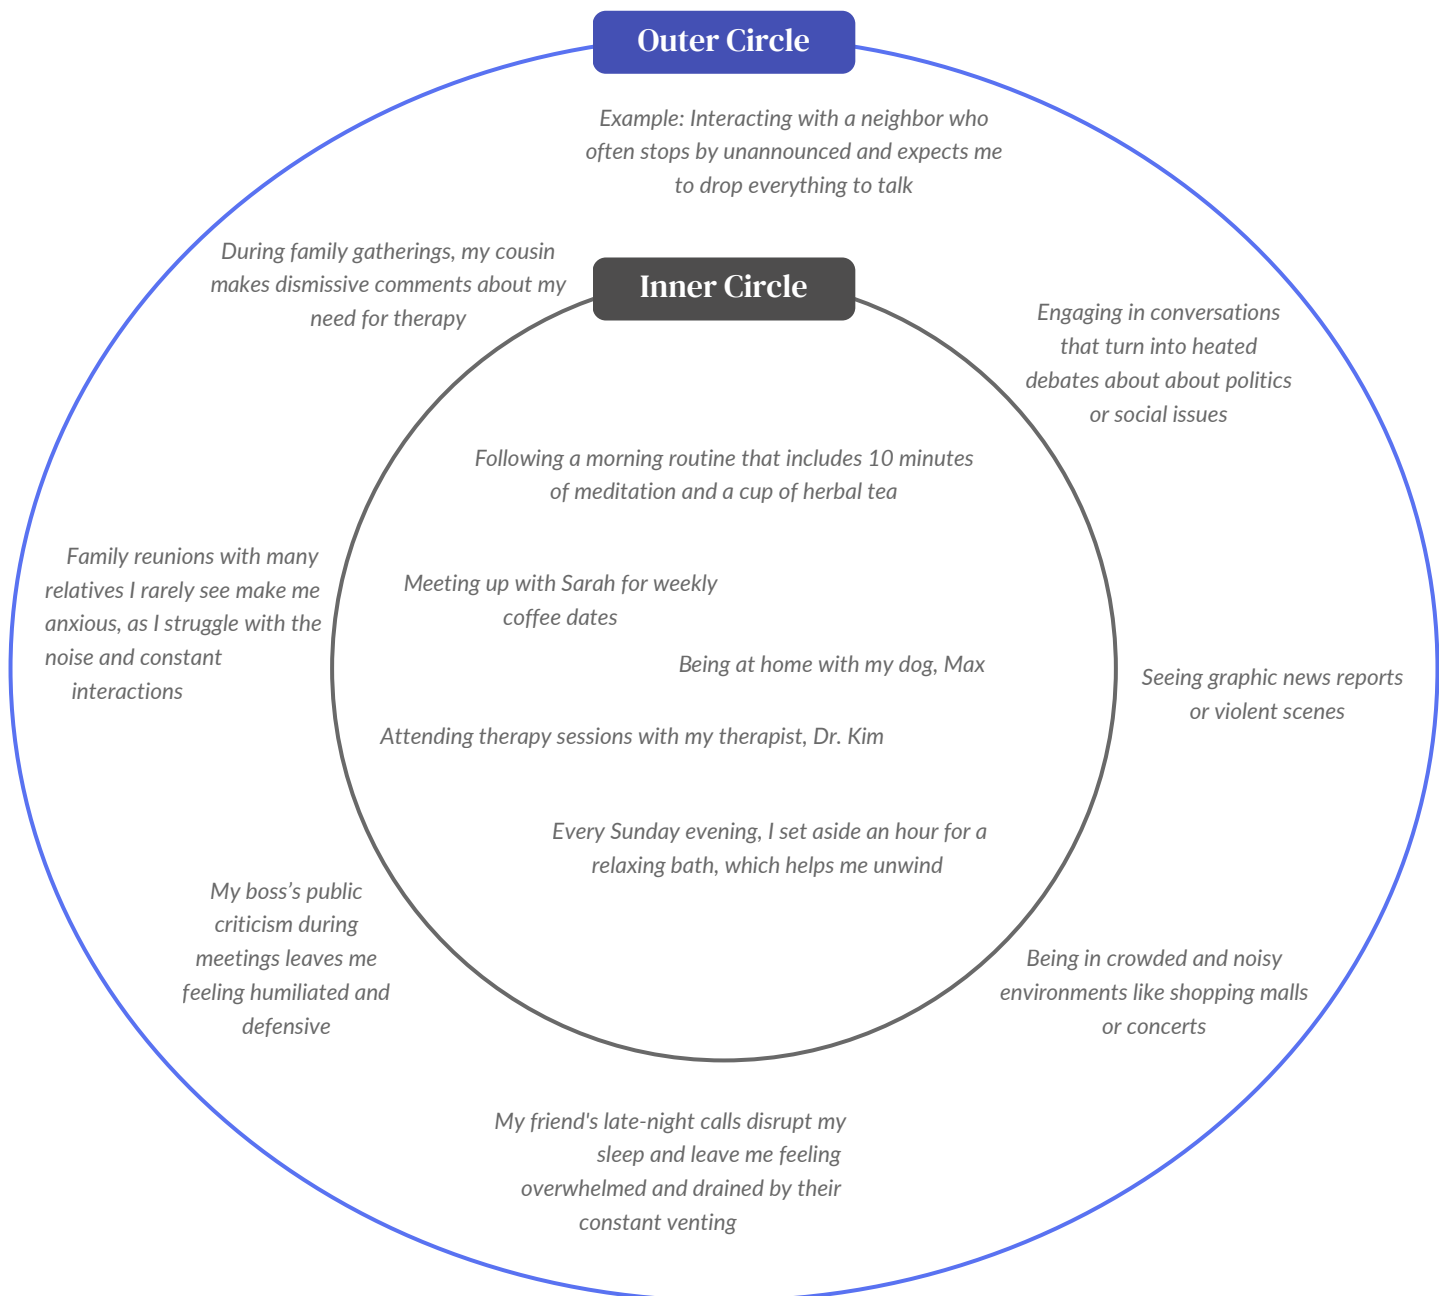 Outer Circle
Example: Interacting with a neighbor who
often stops by unannounced and expects me
to drop everything to talk
During family gatherings, my cousin
makes dismissive comments about my
need for therapy
Inner Circle
Engaging in conversations
that turn into heated
debates about about politics
or social issues
Following a morning routine that includes 10 minutes
of meditation and a cup of herbal tea
Family reunions with many
relatives I rarely see make me
anxious, as I struggle with the
noise and constant
interactions
Meeting up with Sarah for weekly
coffee dates
Being at home with my dog, Max
Seeing graphic news reports
or violent scenes
Attending therapy sessions with my therapist, Dr. Kim
Every Sunday evening, I set aside an hour for a
relaxing bath, which helps me unwind
My boss’s public
criticism during
meetings leaves me
feeling humiliated and
defensive
Being in crowded and noisy
environments like shopping malls
or concerts
My friend's late-night calls disrupt my
sleep and leave me feeling
overwhelmed and drained by their
constant venting